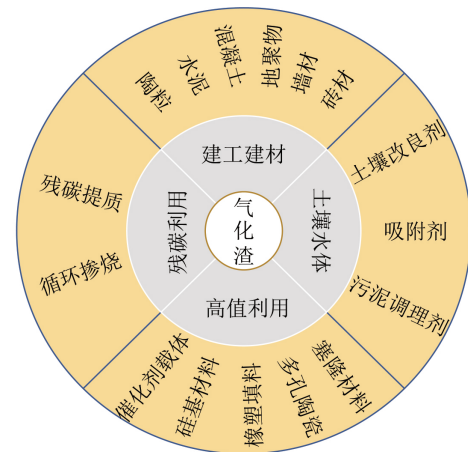 陶粒
水泥
混凝土
地聚物
墙材
砖材
建工建材
残碳提质
循环掺烧
残碳利用
气化渣
土壤水体
土壤改良剂
吸附剂
污泥调理剂
高值利用
催化剂载体
硅基材料
橡塑填料
多孔陶瓷
塞隆材料